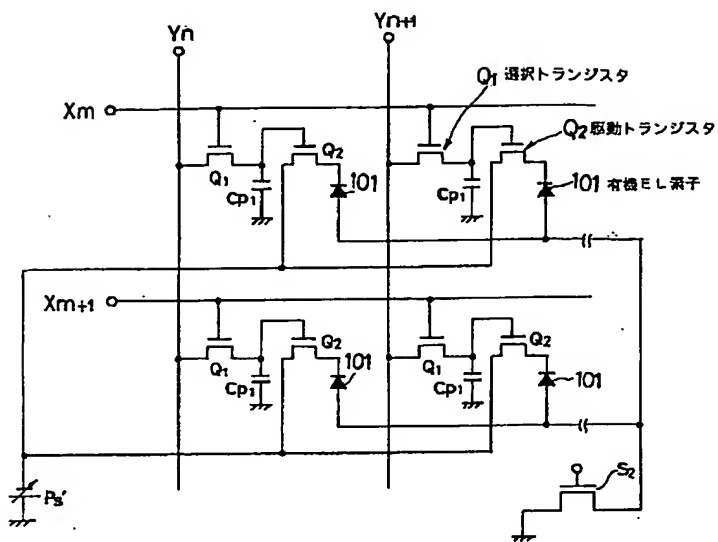 Yn
Yn+1
Q1 選択トランジスタ
Xm
Q2 駆動トランジスタ
Q1
Q2
Cp1
101
Q1
Cp1
101 有機EL素子
Xm+1
Q1
Q2
Cp1
101
Q1
Q2
Cp1
101
Ps'
S2